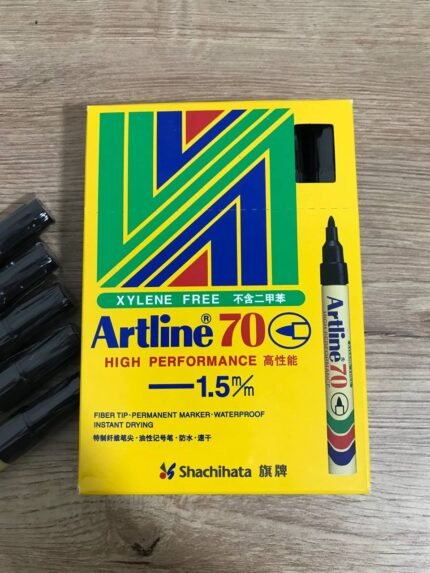 XYLENE FREE 不含二甲苯
Artline® 70
HIGH PERFORMANCE 高性能
1.5 m/m
FIBER TIP·PERMANENT MARKER·WATERPROOF
INSTANT DRYING
特制纤维笔尖·油性记号笔·防水·速干
Shachihata 旗牌
Artline 70